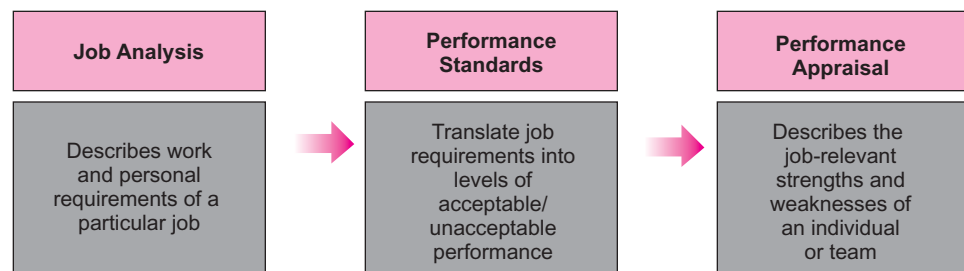 Job Analysis
Describes work
and personal
requirements of a
particular job
Performance
Standards
Translate job
requirements into
levels of
acceptable/
unacceptable
performance
Performance
Appraisal
Describes the
job-relevant
strengths and
weaknesses of
an individual
or team